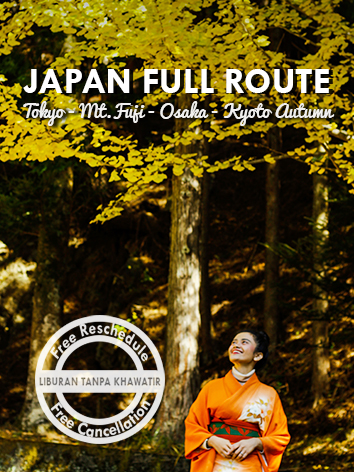 JAPAN FULL ROUTE
Tokyo - Mt. Fuji - Osaka - Kyoto Autumn
Free Reschedule
LIBURAN TANPA KHAWATIR
Free Cancellation